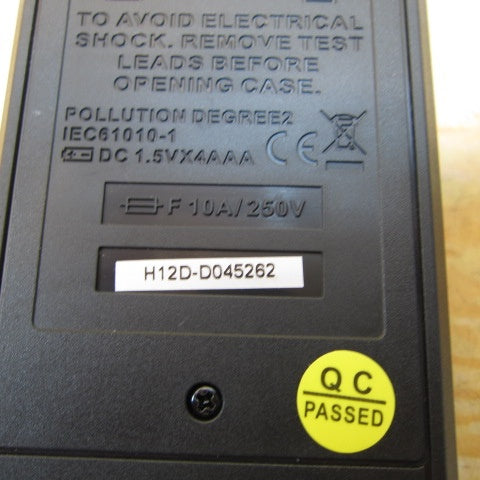 TO AVOID ELECTRICAL
SHOCK. REMOVE TEST
LEADS BEFORE
OPENING CASE.
POLLUTION DEGREE2
IEC61010-1
DC 1.5VX4AAA
CE
F 10A/250V
H12D-D045262
QC
PASSED